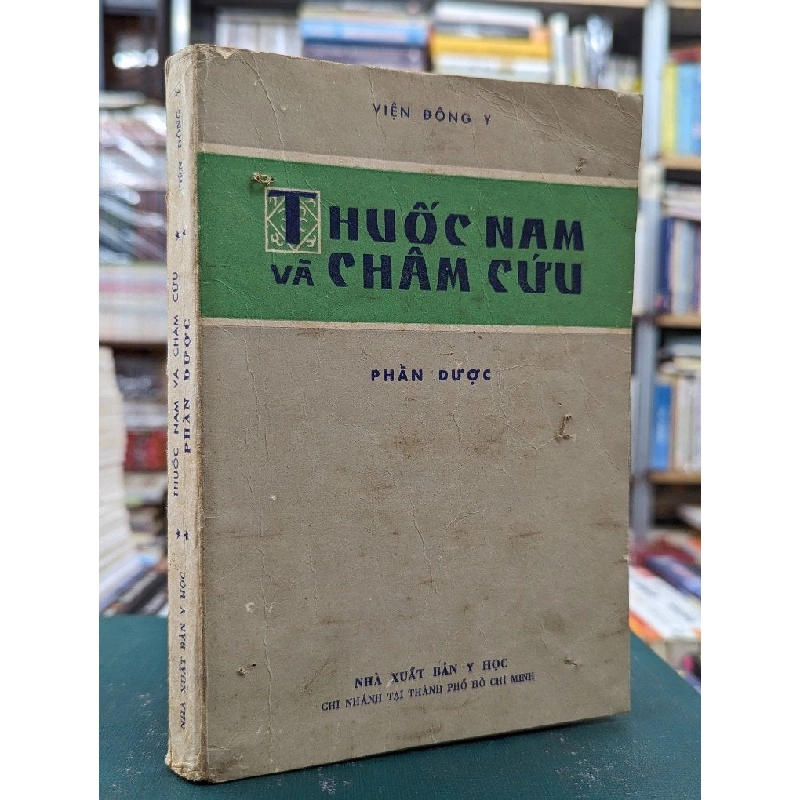 VIỆN ĐÔNG Y
THUỐC NAM
VÀ CHÂM CỨU
PHẦN DƯỢC
NHÀ XUẤT BẢN Y HỌC
CHI NHÁNH TẠI THÀNH PHỐ HỒ CHÍ MINH
VIỆN ĐÔNG Y
THUỐC NAM VÀ CHÂM CỨU
PHẦN DƯỢC
NHÀ XUẤT BẢN Y HỌC